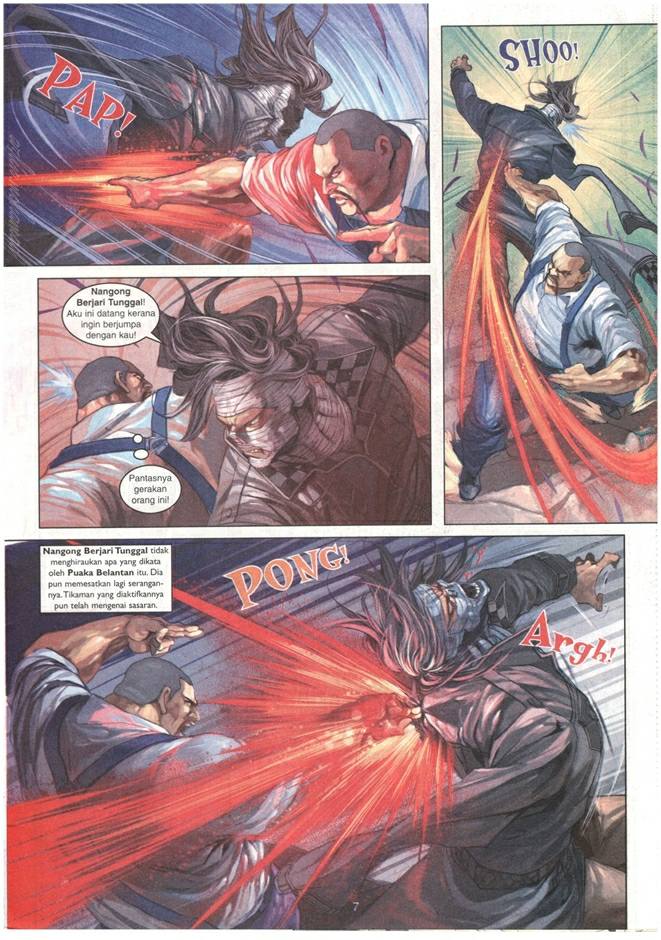 PAP!
SHOO!
Nangong
Berjari Tunggal!
Aku ini datang kerana
ingin berjumpa
dengan kau!
Pantasnya
gerakan
orang ini!
Nangong Berjari Tunggal tidak
menghiraukan apa yang dikata
oleh Puaka Belantan itu. Dia
pun memesatkan lagi serangan-
nya. Tikaman yang diaktifkannya
pun telah mengenai sasaran.
PONG!
Argh!
7